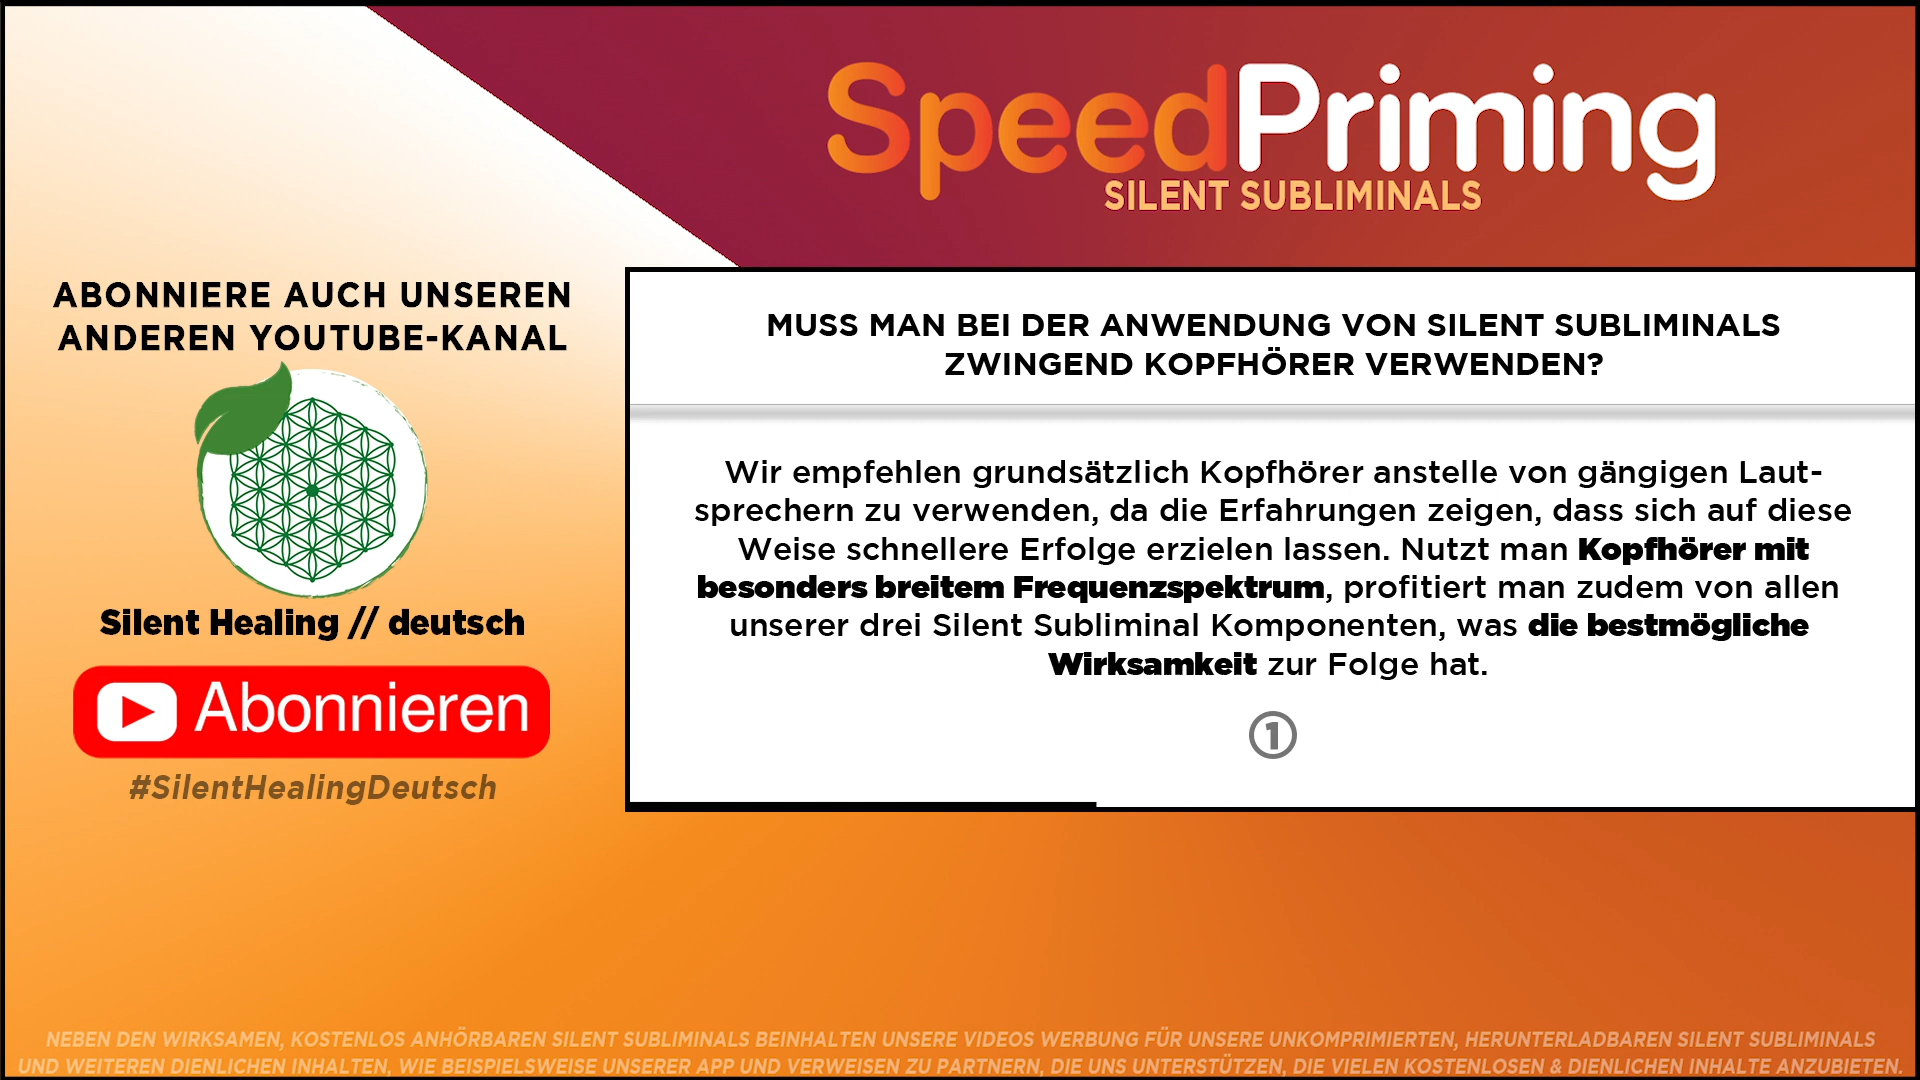 SpeedPriming
SILENT SUBLIMINALS
ABONNIERE AUCH UNSEREN
ANDEREN YOUTUBE-KANAL
Silent Healing // deutsch
Abonnieren
#SilentHealingDeutsch
MUSS MAN BEI DER ANWENDUNG VON SILENT SUBLIMINALS
ZWINGEND KOPFHÖRER VERWENDEN?
Wir empfehlen grundsätzlich Kopfhörer anstelle von gängigen Laut-
sprechern zu verwenden, da die Erfahrungen zeigen, dass sich auf diese
Weise schnellere Erfolge erzielen lassen. Nutzt man Kopfhörer mit
besonders breitem Frequenzspektrum, profitiert man zudem von allen
unserer drei Silent Subliminal Komponenten, was die bestmögliche
Wirksamkeit zur Folge hat.
1
NEBEN DEN WIRKSAMEN, KOSTENLOS ANHÖRBAREN SILENT SUBLIMINALS BEINHALTEN UNSERE VIDEOS WERBUNG FÜR UNSERE UNKOMPRIMIERTEN, HERUNTERLADBAREN SILENT SUBLIMINALS
UND WEITEREN DIENLICHEN INHALTEN, WIE BEISPIELSWEISE UNSERER APP UND VERWEISEN ZU PARTNERN, DIE UNS UNTERSTÜTZEN, DIE VIELEN KOSTENLOSEN & DIENLICHEN INHALTE ANZUBIETEN.